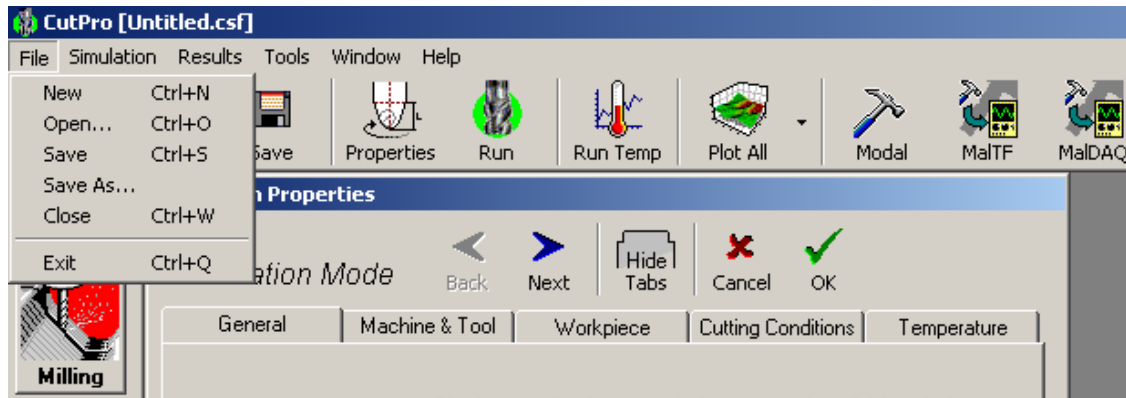 CutPro [Untitled.csf]
File Simulation Results Tools Window Help
New Ctrl+N
Open... Ctrl+O
Save Ctrl+S
Save As...
Close Ctrl+W
Exit Ctrl+Q
Save Properties Run Run Temp Plot All Modal MalTF MalDAQ
Properties
Mode
Back Next Hide Tabs Cancel OK
General Machine & Tool Workpiece Cutting Conditions Temperature
Milling